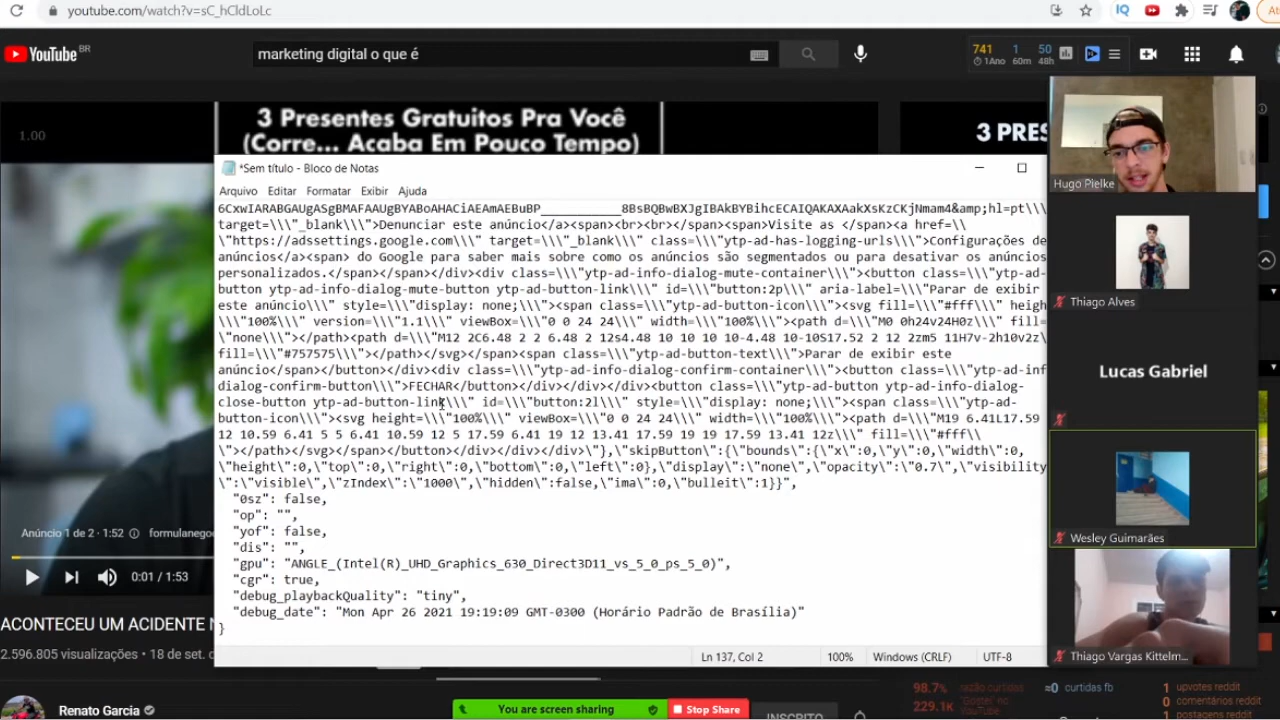 youtube.com/watch?v=sC_hCldLoLc
YouTube BR
marketing digital o que é
741 1 50
1Ano 60m 48h
1.00
3 Presentes Gratuitos Pra Você
(Corre... Acaba Em Pouco Tempo)
3 PRES
*Sem título - Bloco de Notas
Arquivo Editar Formatar Exibir Ajuda
6CxwIARABGAUgASgBMAFAAUgBYABoAHACiAEAmAEBuBP____________8BsBQBwBXJgIBAkBYBihcECAIQAKAXAakXsKzCKjNmam4&amp;hl=pt\\\
target=\\\"_blank\\\">Denunciar este anúncio</a><span><br><br></span><span>Visite as </span><a href=\\
\"https://adssettings.google.com\\\" target=\\\"_blank\\\" class=\\\"ytp-ad-has-logging-urls\\\">Configurações de
anúncios</a><span> do Google para saber mais sobre como os anúncios são segmentados ou para desativar os anúncios
personalizados.</span></span></div><div class=\\\"ytp-ad-info-dialog-mute-container\\\"><button class=\\\"ytp-ad-
button ytp-ad-info-dialog-mute-button ytp-ad-button-link\\\" id=\\\"button:2p\\\" aria-label=\\\"Parar de exibir
este anúncio\\\" style=\\\"display: none;\\\"><span class=\\\"ytp-ad-button-icon\\\"><svg fill=\\\"#fff\\\" height
\\\"100%\\\" version=\\\"1.1\\\" viewBox=\\\"0 0 24 24\\\" width=\\\"100%\\\"><path d=\\\"M0 0h24v24H0z\\\" fill=
\"none\\\"></path><path d=\\\"M12 2C6.48 2 2 6.48 2 12s4.48 10 10 10 10-4.48 10-10S17.52 2 12 2zm5 11H7v-2h10v2z\
fill=\\\"#757575\\\"></path></svg></span><span class=\\\"ytp-ad-button-text\\\">Parar de exibir este
anúncio</span></button></div><div class=\\\"ytp-ad-info-dialog-confirm-container\\\"><button class=\\\"ytp-ad-inf
dialog-confirm-button\\\">FECHAR</button></div></div></div><button class=\\\"ytp-ad-button ytp-ad-info-dialog-
close-button ytp-ad-button-link\\\" id=\\\"button:2l\\\" style=\\\"display: none;\\\"><span class=\\\"ytp-ad-
button-icon\\\"><svg height=\\\"100%\\\" viewBox=\\\"0 0 24 24\\\" width=\\\"100%\\\"><path d=\\\"M19 6.41L17.59
12 10.59 6.41 5 5 6.41 10.59 12 5 17.59 6.41 19 12 13.41 17.59 19 19 17.59 13.41 12z\\\" fill=\\\"#fff\\
\"></path></svg></span></button></div></div></div>\"},\"skipButton\":{\"bounds\":{\"x\":0,\"y\":0,\"width\":0,
\"height\":0,\"top\":0,\"right\":0,\"bottom\":0,\"left\":0},\"display\":\"none\",\"opacity\":\"0.7\",\"visibility
\":\"visible\",\"zIndex\":\"1000\",\"hidden\":false,\"ima\":0,\"bulleit\":1}}",
"0sz": false,
"op": "",
"yof": false,
"dis": "",
"gpu": "ANGLE_(Intel(R)_UHD_Graphics_630_Direct3D11_vs_5_0_ps_5_0)",
"cgr": true,
"debug_playbackQuality": "tiny",
"debug_date": "Mon Apr 26 2021 19:19:09 GMT-0300 (Horário Padrão de Brasília)"
}
Ln 137, Col 2 100% Windows (CRLF) UTF-8
Hugo Pielke
Thiago Alves
Lucas Gabriel
Wesley Guimarães
Thiago Vargas Kittelm...
Anúncio 1 de 2 · 1:52 formulanego
0:01 / 1:53
ACONTECEU UM ACIDENTE
2.596.805 visualizações • 18 de set.
Renato Garcia
You are screen sharing
Stop Share
INSCRITO
98.7% razão curtidas
"Gostei" no
YouTube
229.1K
≈0 curtidas fb
1 upvotes reddit
0 comentários reddit
1 postagens reddit